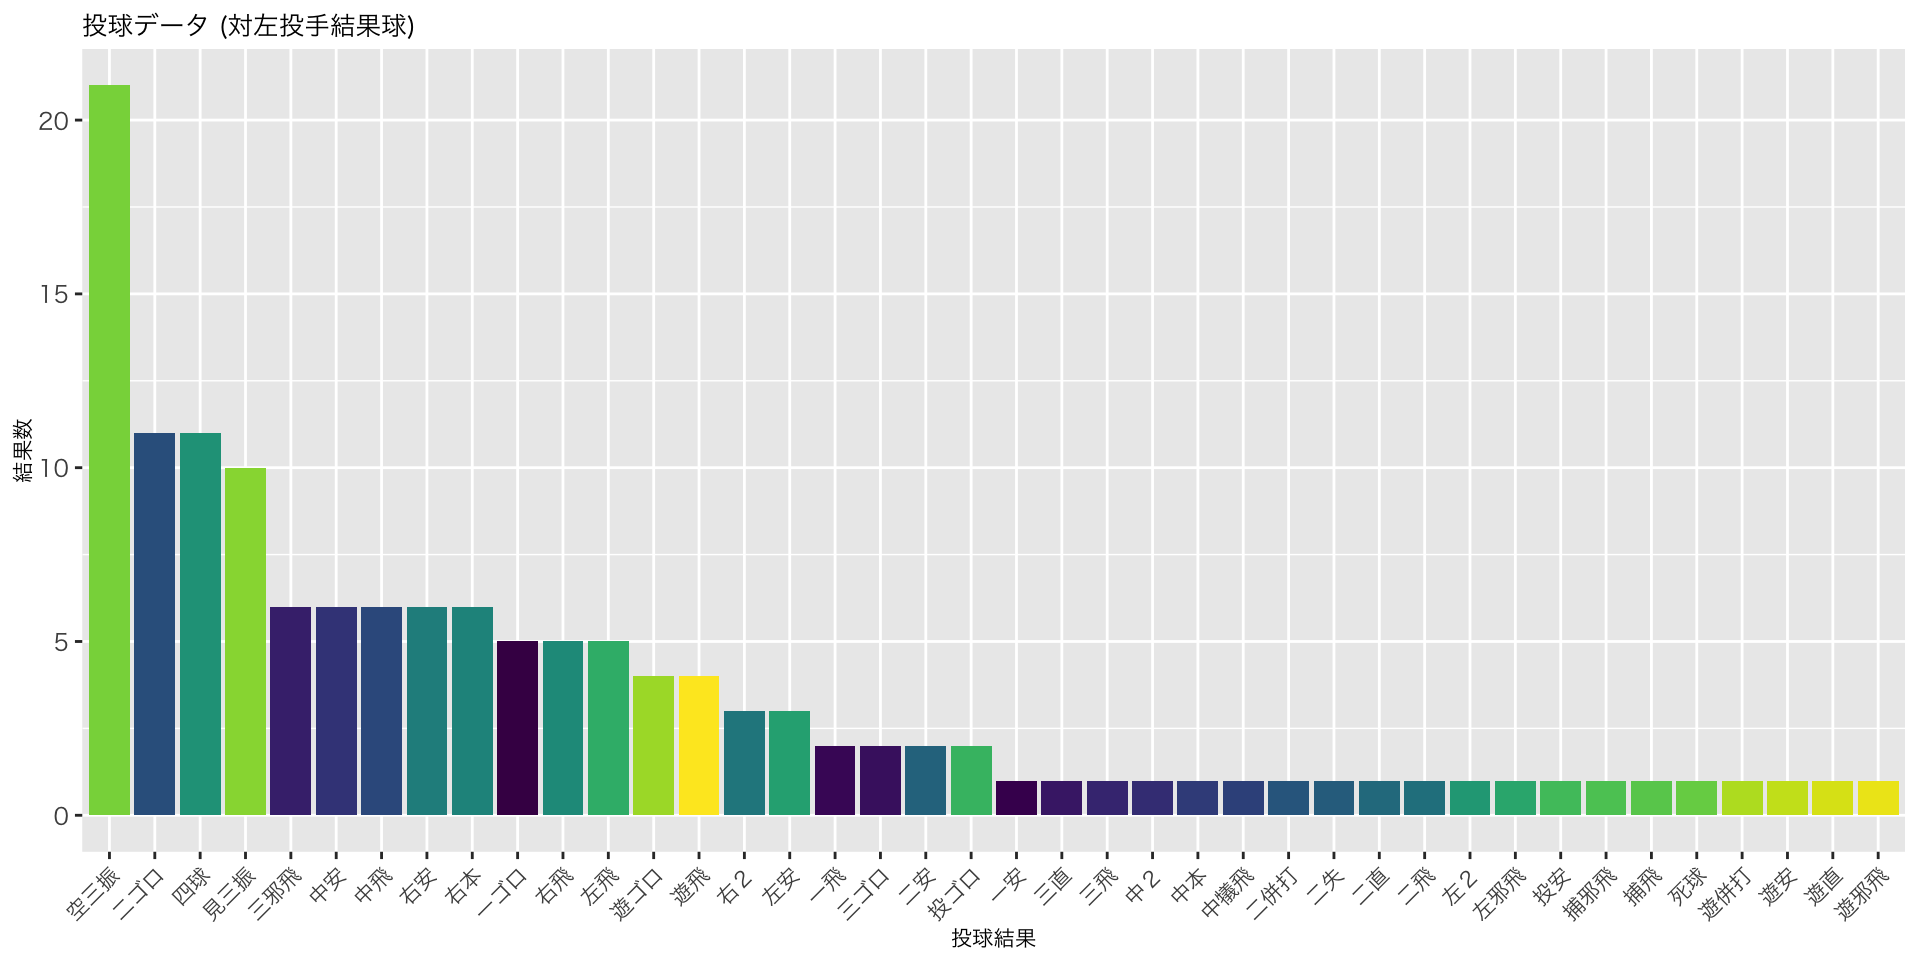 投球データ (対左投手結果球)
結果数
20
15
10
5
0
空三振
二ゴロ
四球
見三振
三邪飛
中安
中飛
右安
右本
一ゴロ
右飛
左飛
遊ゴロ
遊飛
右２
左安
一飛
三ゴロ
二安
投ゴロ
一安
三直
三飛
中２
中本
中犠飛
二併打
二失
二直
二飛
左２
左邪飛
投安
捕邪飛
捕飛
死球
遊併打
遊安
遊直
遊邪飛
投球結果